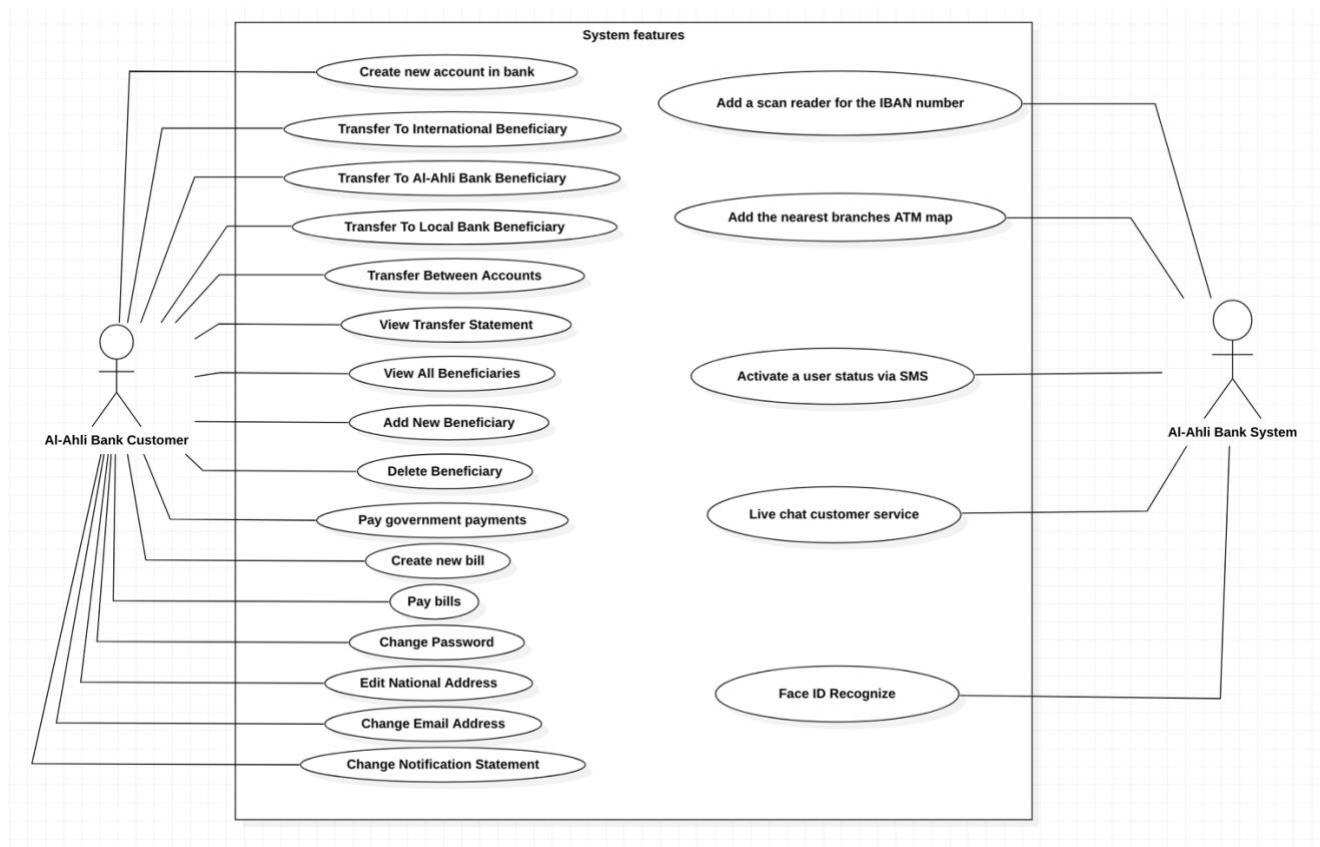 System features
Create new account in bank
Transfer To International Beneficiary
Transfer To Al-Ahli Bank Beneficiary
Transfer To Local Bank Beneficiary
Transfer Between Accounts
View Transfer Statement
View All Beneficiaries
Add New Beneficiary
Delete Beneficiary
Pay government payments
Create new bill
Pay bills
Change Password
Edit National Address
Change Email Address
Change Notification Statement
Add a scan reader for the IBAN number
Add the nearest branches ATM map
Activate a user status via SMS
Live chat customer service
Face ID Recognize
Al-Ahli Bank Customer
Al-Ahli Bank System